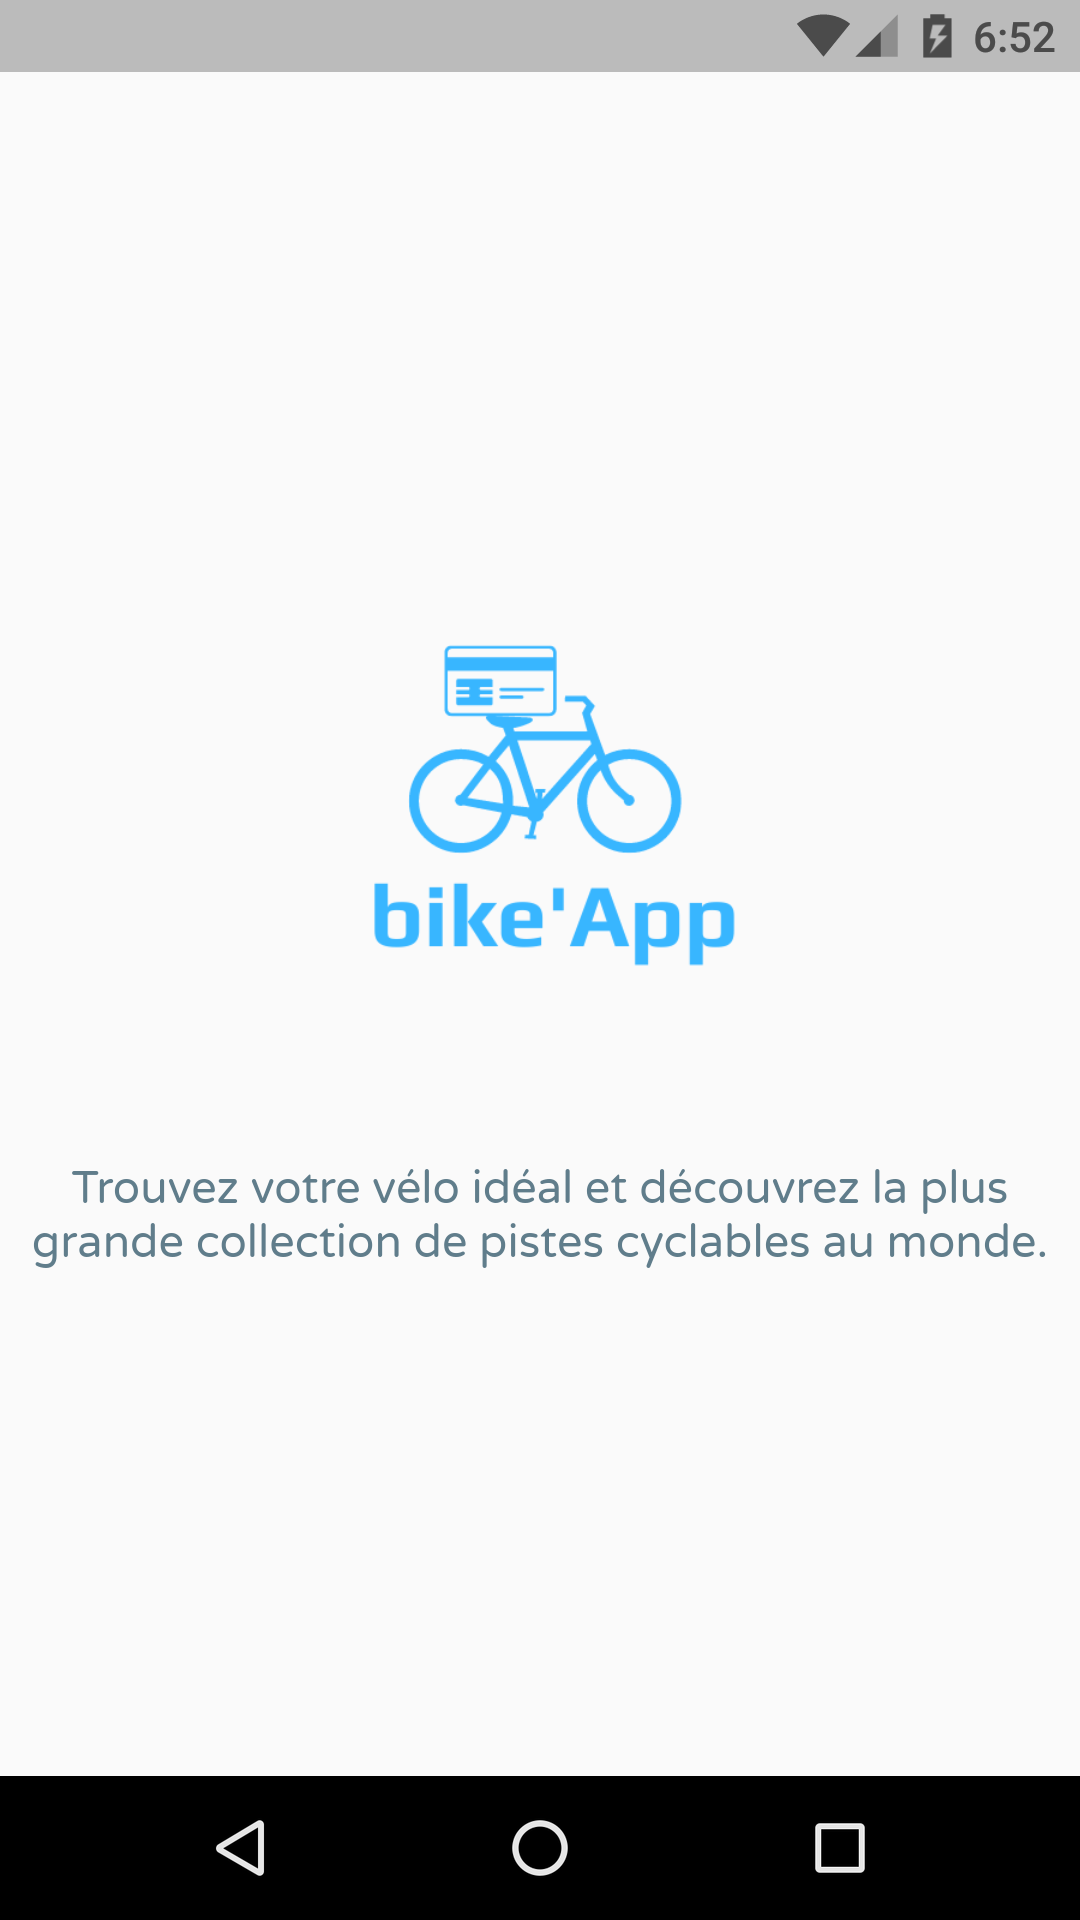 6:52
bike'App
Trouvez votre vélo idéal et découvrez la plus
grande collection de pistes cyclables au monde.